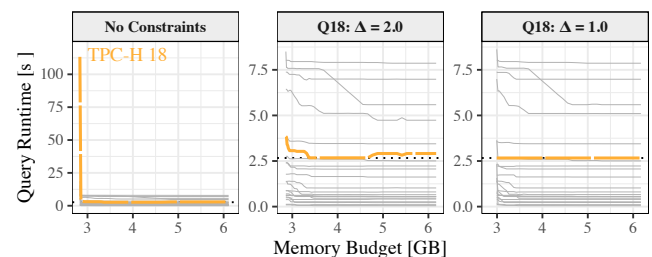 No Constraints
Q18: Δ = 2.0
Q18: Δ = 1.0
TPC-H 18
Query Runtime [s ]
100
75
50
25
0
7.5
5.0
2.5
0.0
7.5
5.0
2.5
0.0
3 4 5 6
3 4 5 6
3 4 5 6
Memory Budget [GB]